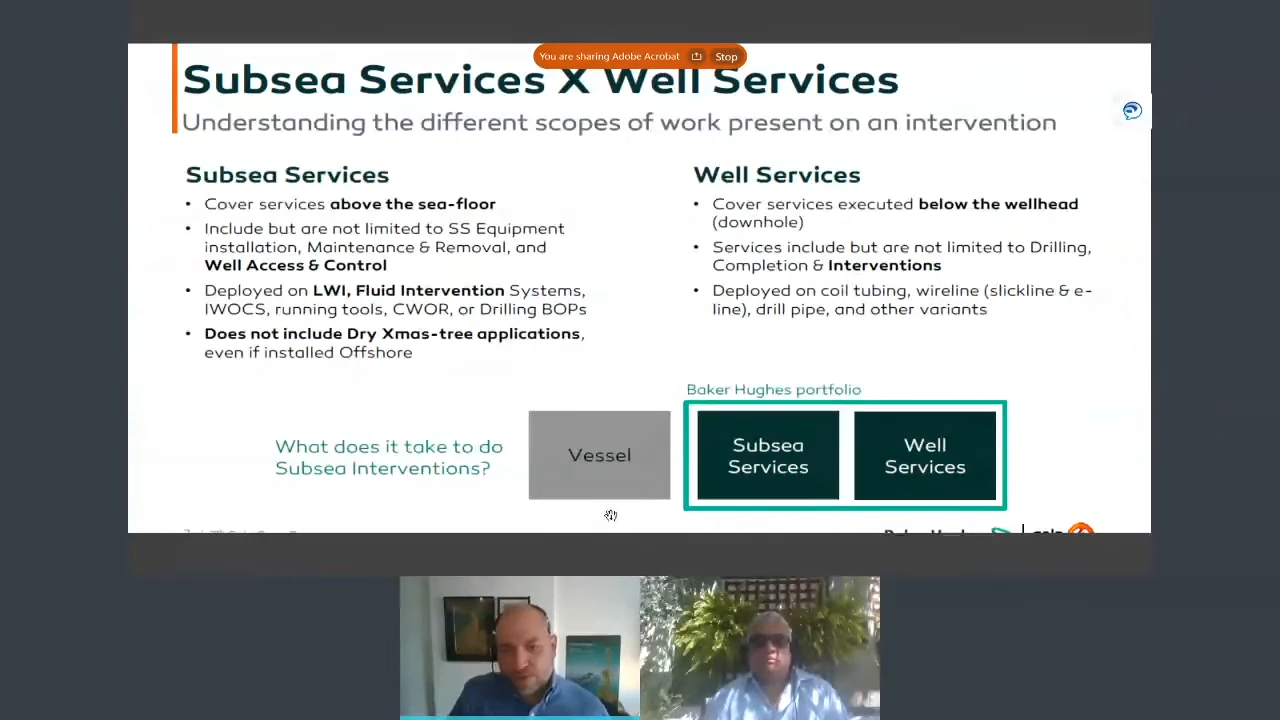 You are sharing Adobe Acrobat Stop
Subsea Services X Well Services
Understanding the different scopes of work present on an intervention
Subsea Services
• Cover services above the sea-floor
• Include but are not limited to SS Equipment
installation, Maintenance & Removal, and
Well Access & Control
• Deployed on LWI, Fluid Intervention Systems,
IWOCS, running tools, CWOR, or Drilling BOPs
• Does not include Dry Xmas-tree applications,
even if installed Offshore
Well Services
• Cover services executed below the wellhead
(downhole)
• Services include but are not limited to Drilling,
Completion & Interventions
• Deployed on coil tubing, wireline (slickline & e-
line), drill pipe, and other variants
Baker Hughes portfolio
What does it take to do
Subsea Interventions?
Vessel
Subsea
Services
Well
Services